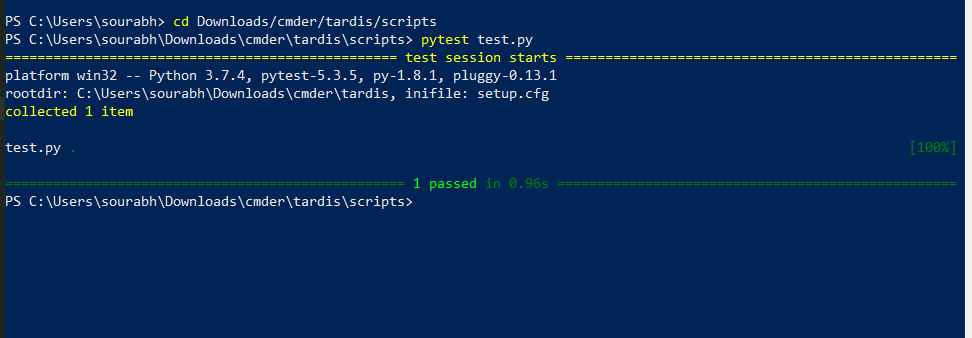 PS C:\Users\sourabh> cd Downloads/cmder/tardis/scripts
PS C:\Users\sourabh\Downloads\cmder\tardis\scripts> pytest test.py
================================================= test session starts =================================================
platform win32 -- Python 3.7.4, pytest-5.3.5, py-1.8.1, pluggy-0.13.1
rootdir: C:\Users\sourabh\Downloads\cmder\tardis, inifile: setup.cfg
collected 1 item
test.py . [100%]
================================================== 1 passed in 0.96s ==================================================
PS C:\Users\sourabh\Downloads\cmder\tardis\scripts>